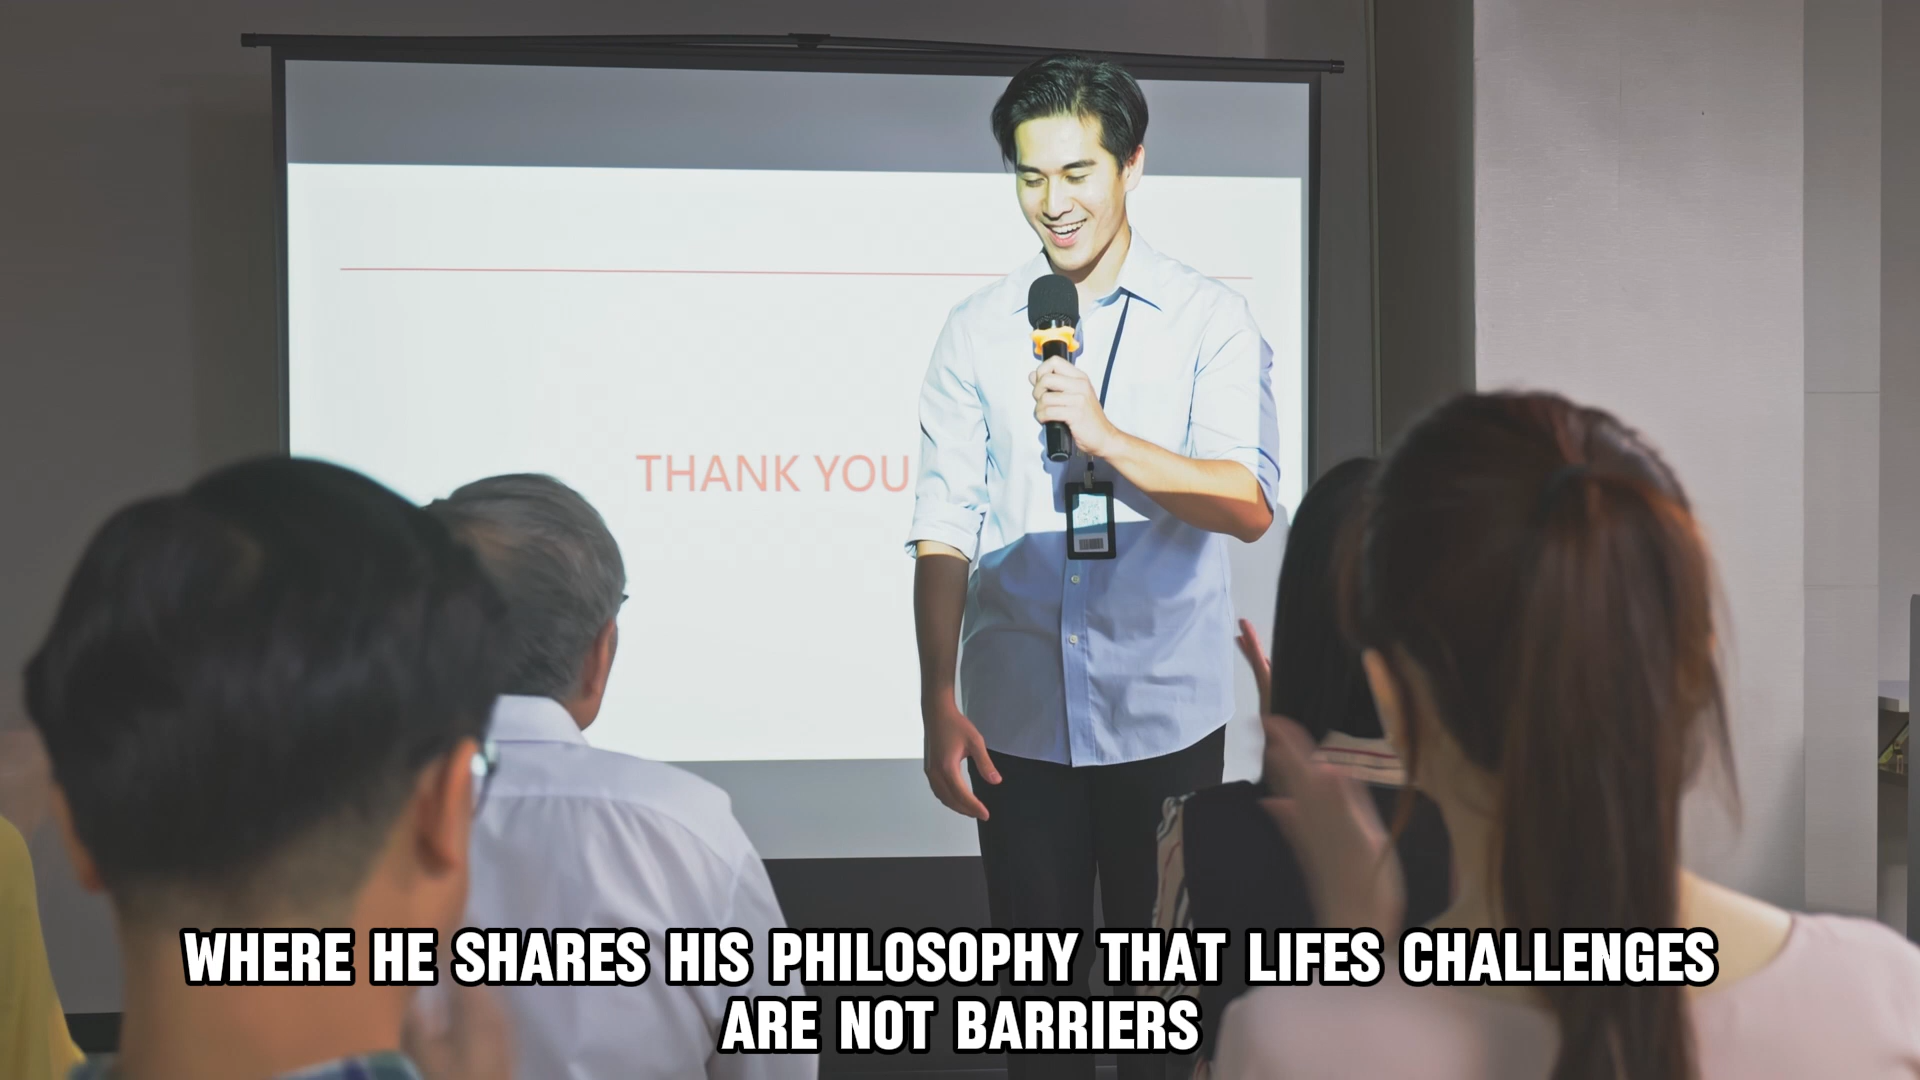 THANK YOU
WHERE HE SHARES HIS PHILOSOPHY THAT LIFES CHALLENGES
ARE NOT BARRIERS